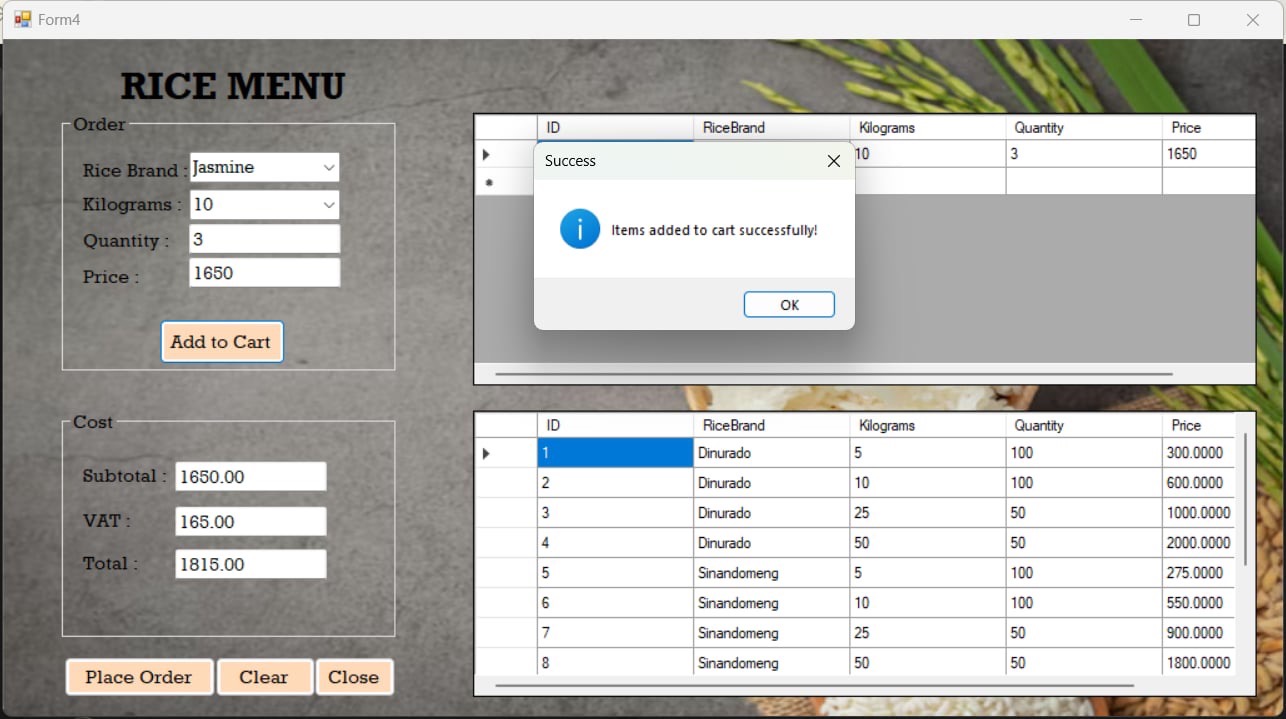 Form4
RICE MENU
Order
Rice Brand : Jasmine
Kilograms : 10
Quantity : 3
Price : 1650
Add to Cart
Cost
Subtotal : 1650.00
VAT : 165.00
Total : 1815.00
Place Order Clear Close
ID RiceBrand Kilograms Quantity Price
10 3 1650
Success
Items added to cart successfully!
OK
ID RiceBrand Kilograms Quantity Price
1 Dinurado 5 100 300.0000
2 Dinurado 10 100 600.0000
3 Dinurado 25 50 1000.0000
4 Dinurado 50 50 2000.0000
5 Sinandomeng 5 100 275.0000
6 Sinandomeng 10 100 550.0000
7 Sinandomeng 25 50 900.0000
8 Sinandomeng 50 50 1800.0000